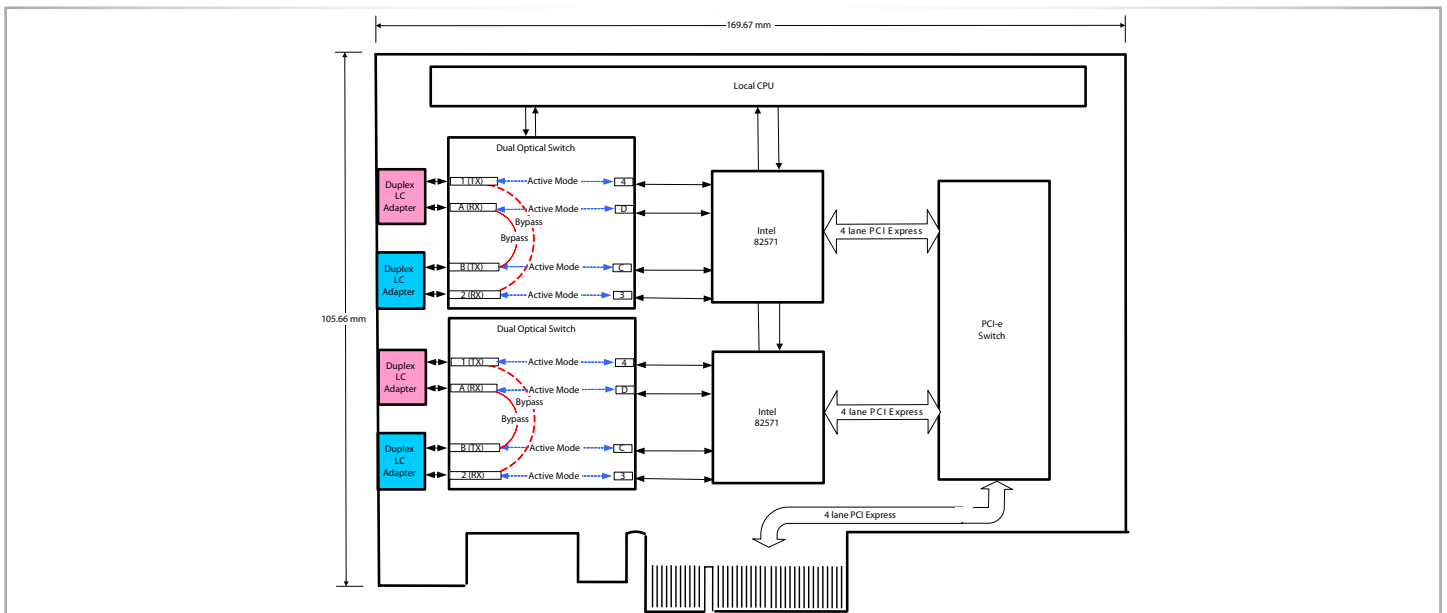 169.67 mm
Local CPU
Dual Optical Switch
Duplex
LC
Adapter
1 (TX)
Active Mode
4
A (RX)
Active Mode
D
Bypass
Bypass
Duplex
LC
Adapter
B (TX)
Active Mode
C
2 (RX)
Active Mode
3
Intel
82571
4 lane PCI Express
105.66 mm
PCI-e
Switch
Dual Optical Switch
Duplex
LC
Adapter
1 (TX)
Active Mode
4
A (RX)
Active Mode
D
Bypass
Bypass
Duplex
LC
Adapter
B (TX)
Active Mode
C
2 (RX)
Active Mode
3
Intel
82571
4 lane PCI Express
4 lane PCI Express